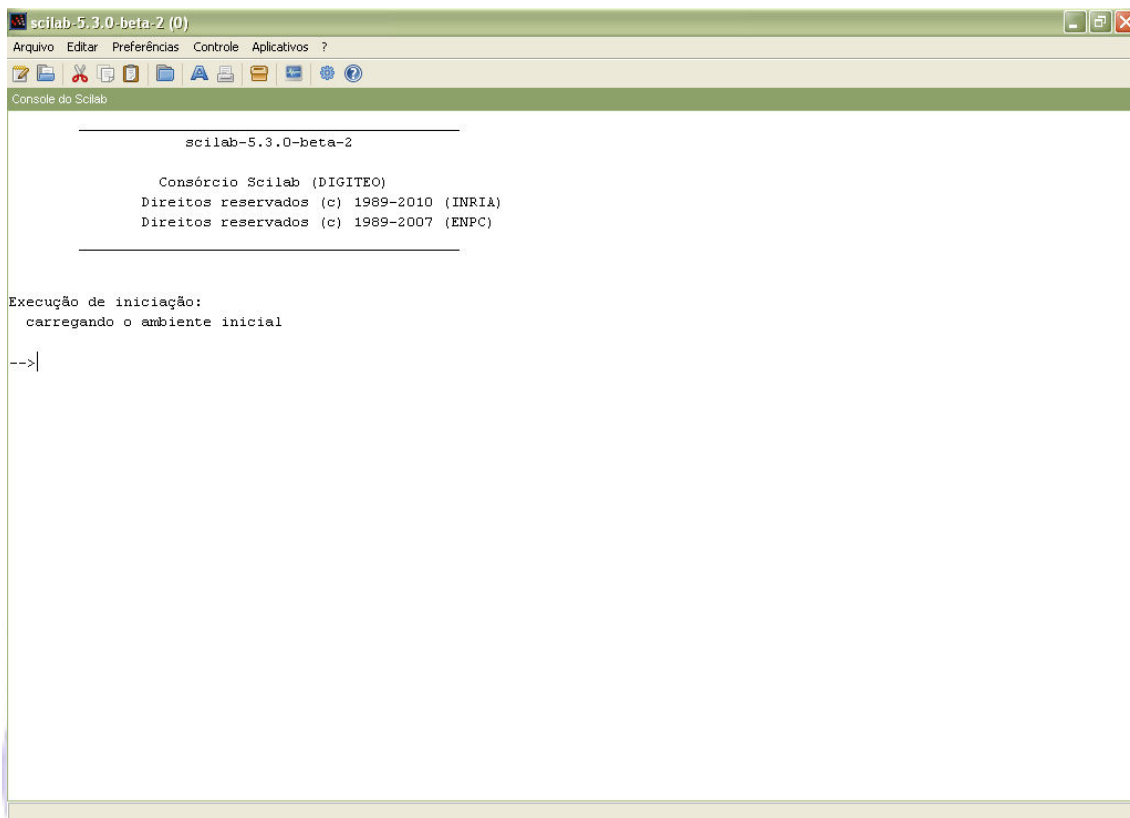 scilab-5.3.0-beta-2 (0)
Arquivo Editar Preferências Controle Aplicativos ?
Console do Scilab
scilab-5.3.0-beta-2
Consórcio Scilab (DIGITEO)
Direitos reservados (c) 1989-2010 (INRIA)
Direitos reservados (c) 1989-2007 (ENPC)
Execução de iniciação:
carregando o ambiente inicial
-->